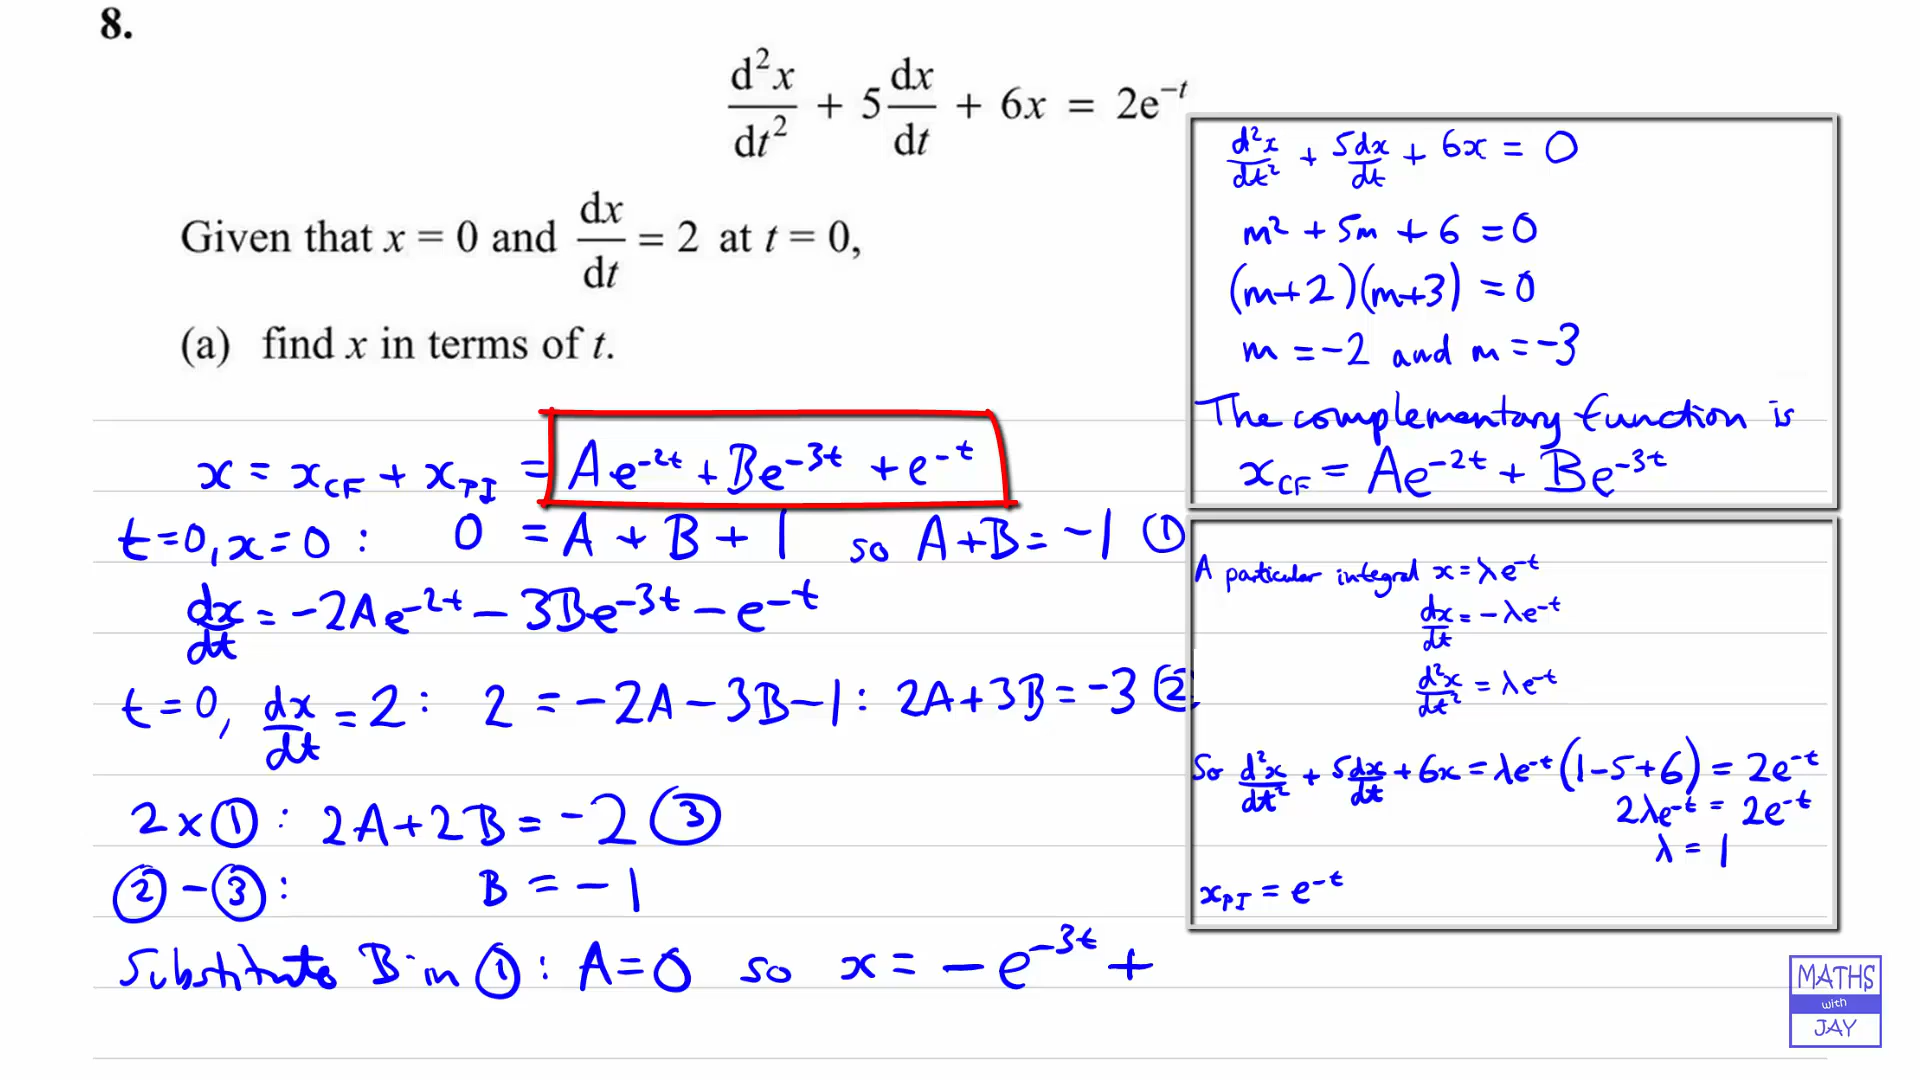 8.
d²x/dt² + 5 dx/dt + 6x = 2e⁻ᵗ
Given that x = 0 and dx/dt = 2 at t = 0,
(a) find x in terms of t.
x = x_CF + x_PI = Ae⁻²ᵗ + Be⁻³ᵗ + e⁻ᵗ
t=0, x=0 : 0 = A + B + 1 so A+B = -1 ①
dx/dt = -2Ae⁻²ᵗ - 3Be⁻³ᵗ - e⁻ᵗ
t=0, dx/dt = 2 : 2 = -2A - 3B - 1 : 2A+3B = -3 ②
2 x ① : 2A+2B = -2 ③
② - ③ : B = -1
Substitute B in ① : A=0 so x = -e⁻³ᵗ +
d²x/dt² + 5dx/dt + 6x = 0
m² + 5m + 6 = 0
(m+2)(m+3) = 0
m = -2 and m = -3
The complementary function is
x_CF = Ae⁻²ᵗ + Be⁻³ᵗ
A particular integral x = λe⁻ᵗ
dx/dt = -λe⁻ᵗ
d²x/dt² = λe⁻ᵗ
So d²x/dt² + 5dx/dt + 6x = λe⁻ᵗ(1-5+6) = 2e⁻ᵗ
2λe⁻ᵗ = 2e⁻ᵗ
λ = 1
x_PI = e⁻ᵗ
MATHS
with
JAY